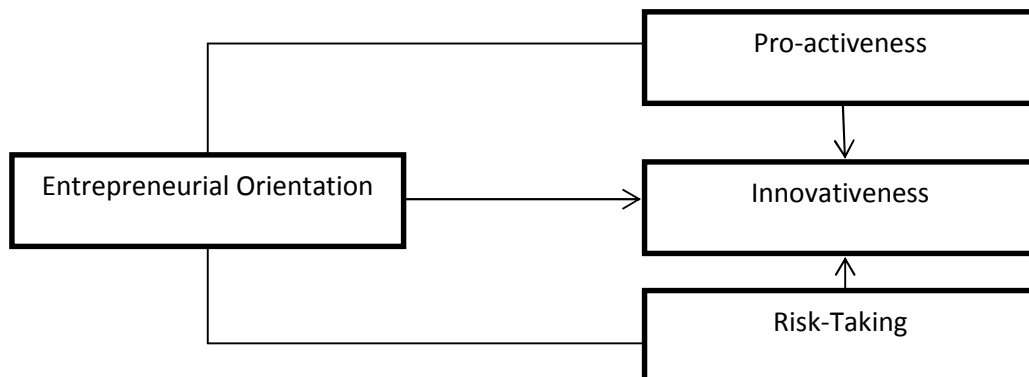 Pro-activeness
Entrepreneurial Orientation
Innovativeness
Risk-Taking